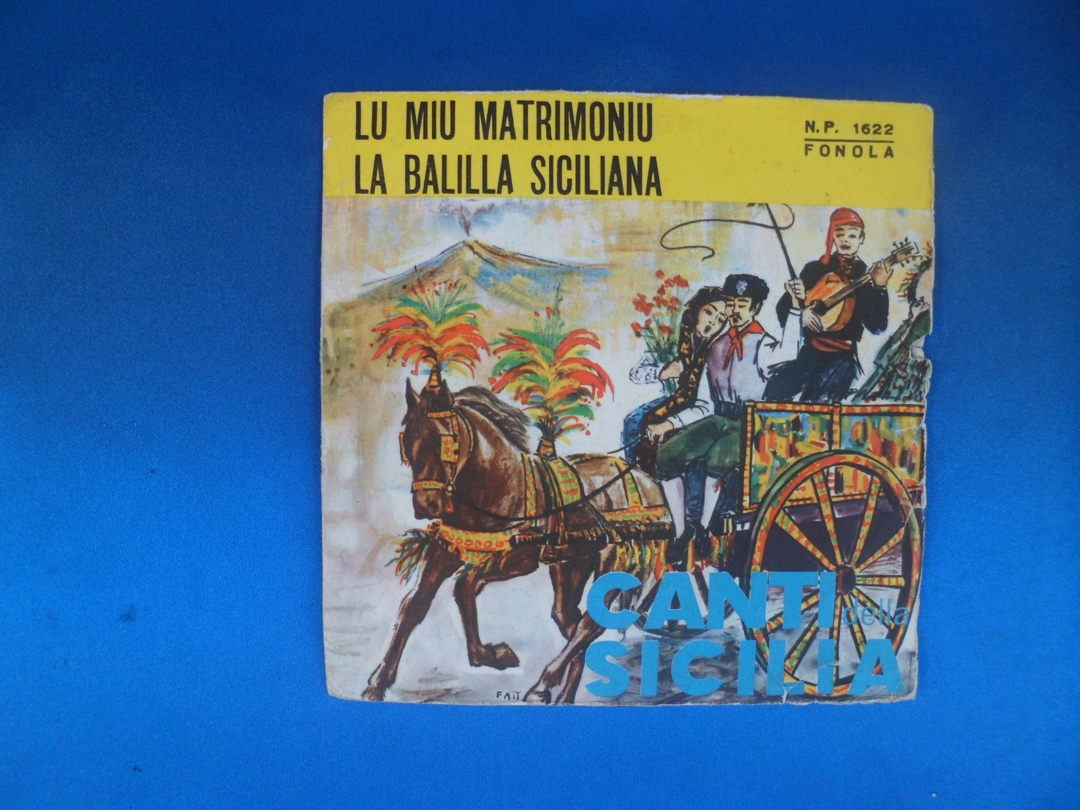 LU MIU MATRIMONIU
LA BALILLA SICILIANA
N.P. 1622
FONOLA
CANTI della
SICILIA
FAIT